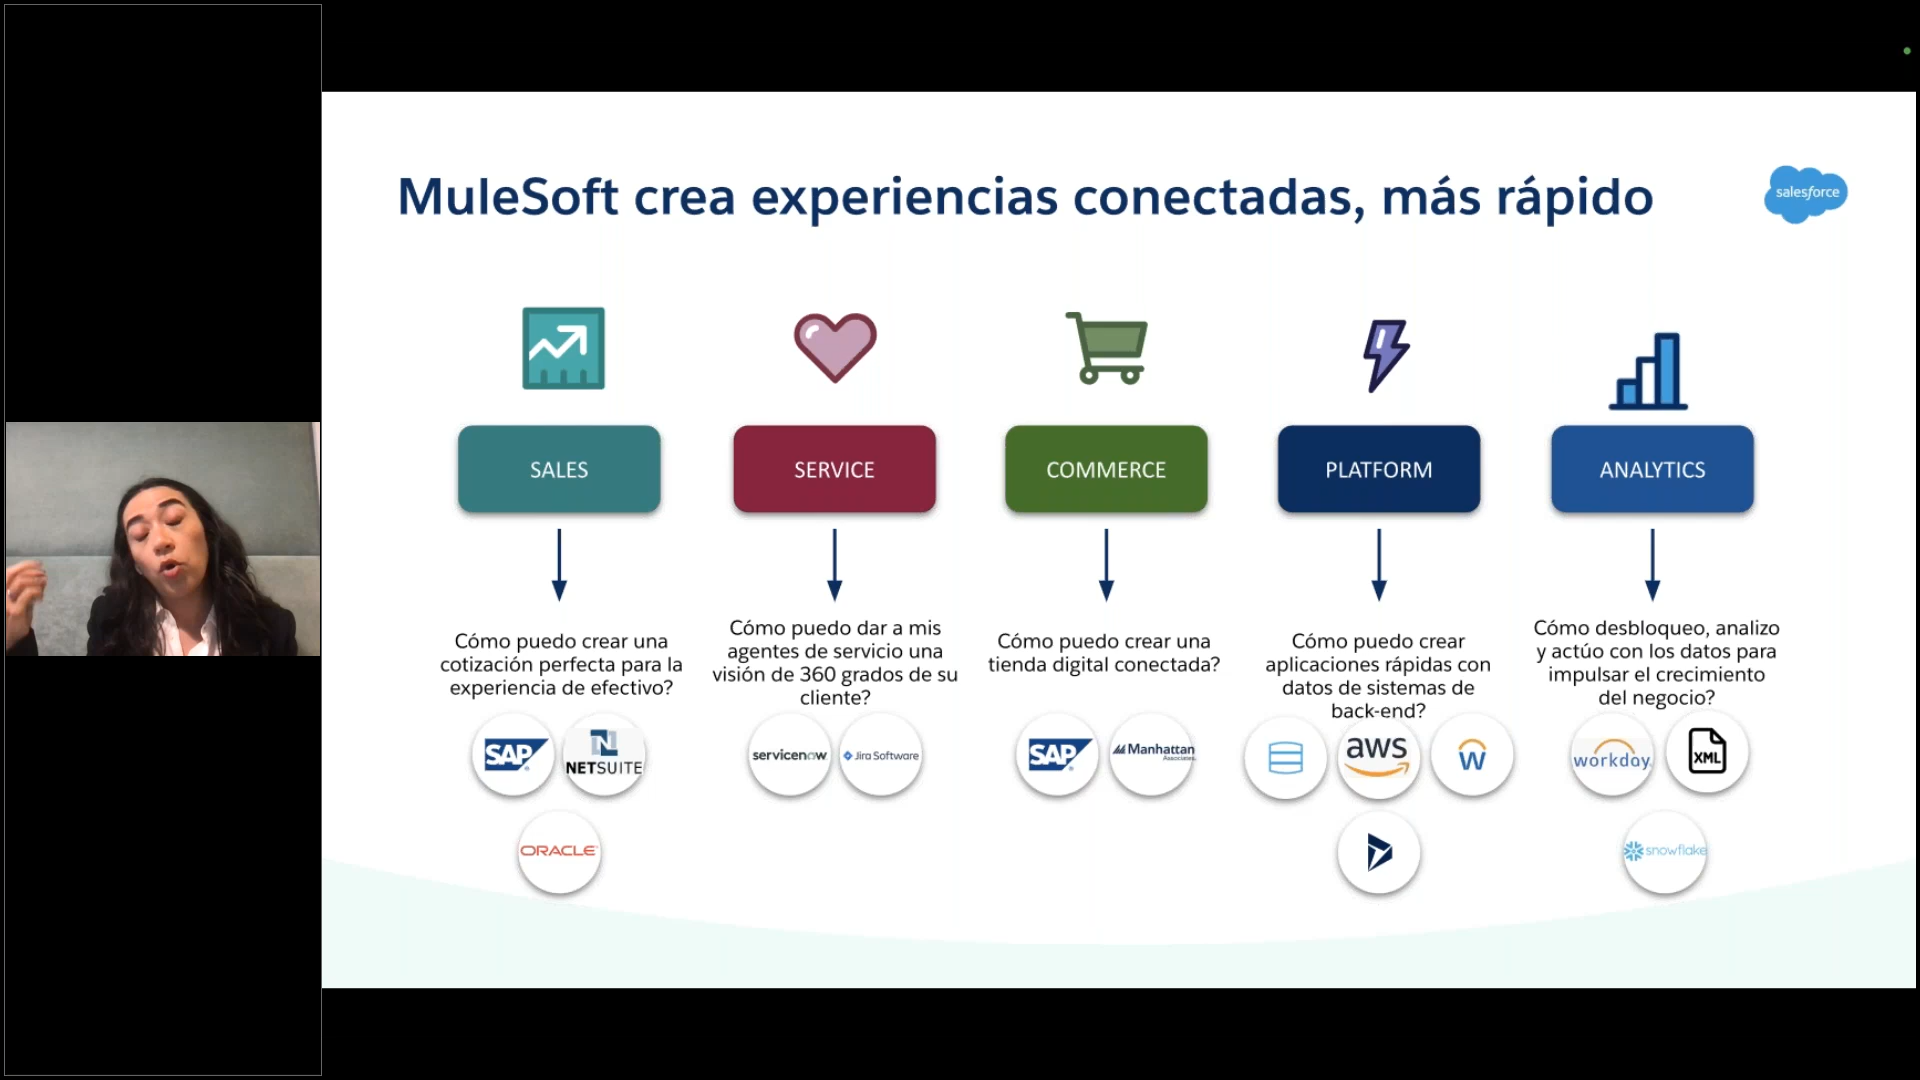 MuleSoft crea experiencias conectadas, más rápido
salesforce
SALES
SERVICE
COMMERCE
PLATFORM
ANALYTICS
Cómo puedo crear una
cotización perfecta para la
experiencia de efectivo?
Cómo puedo dar a mis
agentes de servicio una
visión de 360 grados de su
cliente?
Cómo puedo crear una
tienda digital conectada?
Cómo puedo crear
aplicaciones rápidas con
datos de sistemas de
back-end?
Cómo desbloqueo, analizo
y actúo con los datos para
impulsar el crecimiento
del negocio?
SAP
N
NETSUITE
ORACLE
servicenow
Jira Software
SAP
Manhattan
Associates
aws
W
workday.
XML
snowflake